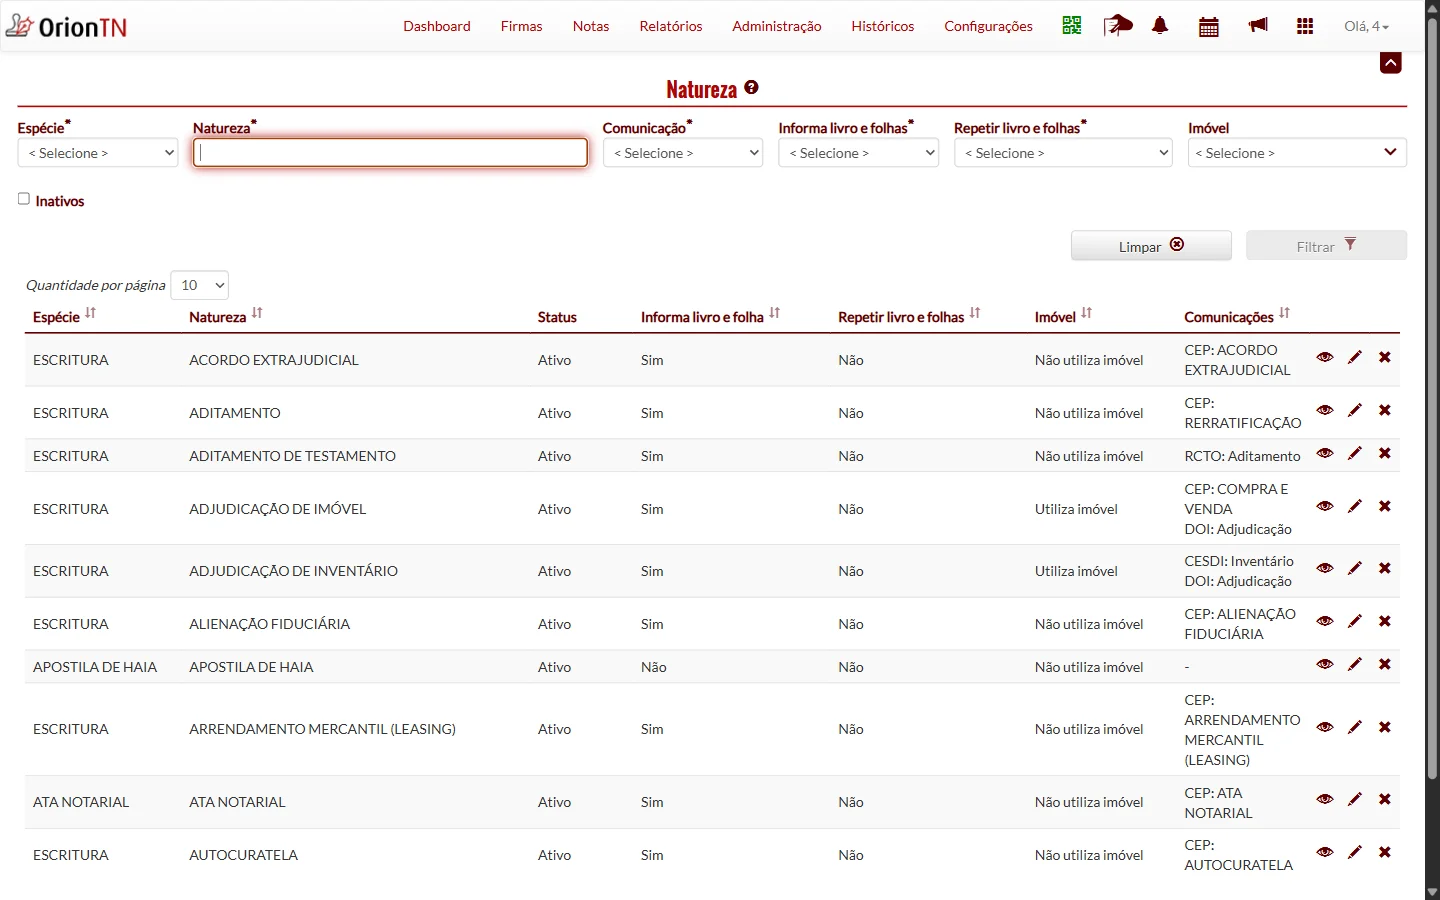 OrionTN Dashboard Firmas Notas Relatórios Administração Históricos Configurações Olá, 4
Natureza
Espécie* Natureza* Comunicação* Informa livro e folhas* Repetir livro e folhas* Imóvel
< Selecione > < Selecione > < Selecione > < Selecione > < Selecione >
Inativos
Limpar Filtrar
Quantidade por página 10
Espécie Natureza Status Informa livro e folha Repetir livro e folhas Imóvel Comunicações
ESCRITURA ACORDO EXTRAJUDICIAL Ativo Sim Não Não utiliza imóvel CEP: ACORDO
EXTRAJUDICIAL
ESCRITURA ADITAMENTO Ativo Sim Não Não utiliza imóvel CEP:
RERRATIFICAÇÃO
ESCRITURA ADITAMENTO DE TESTAMENTO Ativo Sim Não Não utiliza imóvel RCTO: Aditamento
ESCRITURA ADJUDICAÇÃO DE IMÓVEL Ativo Sim Não Utiliza imóvel CEP: COMPRA E
VENDA
DOI: Adjudicação
ESCRITURA ADJUDICAÇÃO DE INVENTÁRIO Ativo Sim Não Utiliza imóvel CESDI: Inventário
DOI: Adjudicação
ESCRITURA ALIENAÇÃO FIDUCIÁRIA Ativo Sim Não Não utiliza imóvel CEP: ALIENAÇÃO
FIDUCIÁRIA
APOSTILA DE HAIA APOSTILA DE HAIA Ativo Não Não Não utiliza imóvel -
ESCRITURA ARRENDAMENTO MERCANTIL (LEASING) Ativo Sim Não Não utiliza imóvel CEP:
ARRENDAMENTO
MERCANTIL
(LEASING)
ATA NOTARIAL ATA NOTARIAL Ativo Sim Não Não utiliza imóvel CEP: ATA
NOTARIAL
ESCRITURA AUTOCURATELA Ativo Sim Não Não utiliza imóvel CEP:
AUTOCURATELA